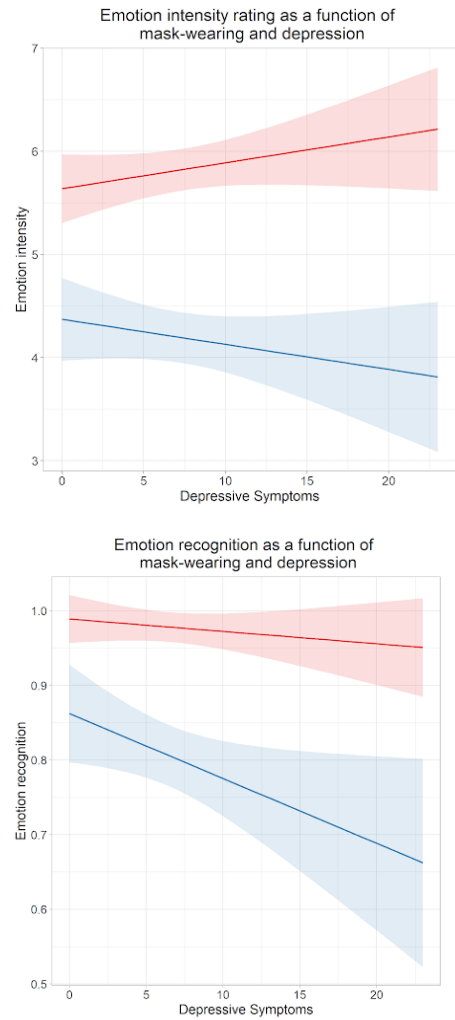 Emotion intensity rating as a function of
mask-wearing and depression
7
6
5
4
3
Emotion intensity
0 5 10 15 20
Depressive Symptoms
Emotion recognition as a function of
mask-wearing and depression
1.0
0.9
0.8
0.7
0.6
0.5
Emotion recognition
0 5 10 15 20
Depressive Symptoms